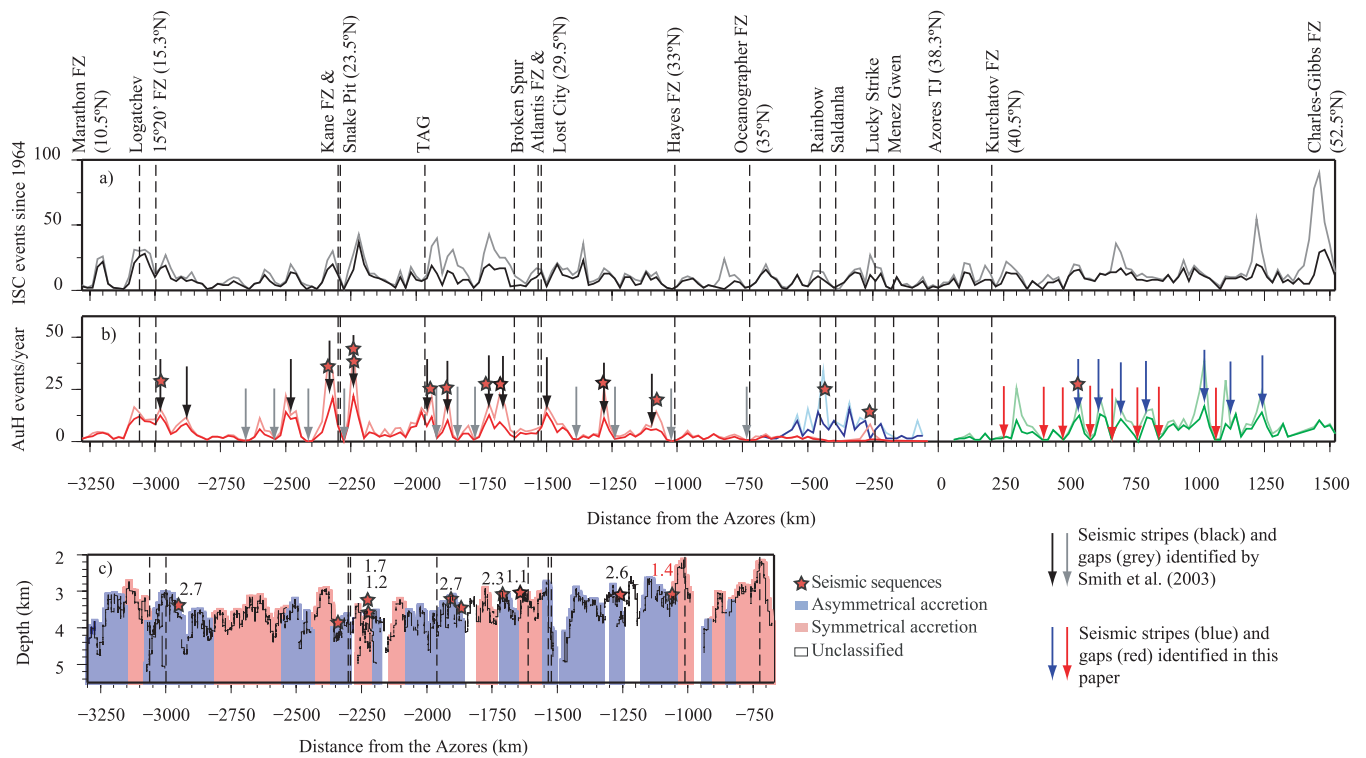 Marathon FZ
(10.5ºN)
Logatchev
15º20' FZ (15.3ºN)
Kane FZ &
Snake Pit (23.5ºN)
TAG
Broken Spur
Atlantis FZ &
Lost City (29.5ºN)
Hayes FZ (33ºN)
Oceanographer FZ
(35ºN)
Rainbow
Saldanha
Lucky Strike
Menez Gwen
Azores TJ (38.3ºN)
Kurchatov FZ
(40.5ºN)
Charles-Gibbs FZ
(52.5ºN)
ISC events since 1964
100
50
0
a)
AuH events/year
50
25
0
b)
−3250 −3000 −2750 −2500 −2250 −2000 −1750 −1500 −1250 −1000 −750 −500 −250 0 250 500 750 1000 1250 1500
Distance from the Azores (km)
Depth (km)
2
3
4
5
c)
2.7
1.7
1.2
2.7
2.3
1.1
2.6
1.4
−3250 −3000 −2750 −2500 −2250 −2000 −1750 −1500 −1250 −1000 −750
Distance from the Azores (km)
Seismic sequences
Asymmetrical accretion
Symmetrical accretion
Unclassified
Seismic stripes (black) and
gaps (grey) identified by
Smith et al. (2003)
Seismic stripes (blue) and
gaps (red) identified in this
paper